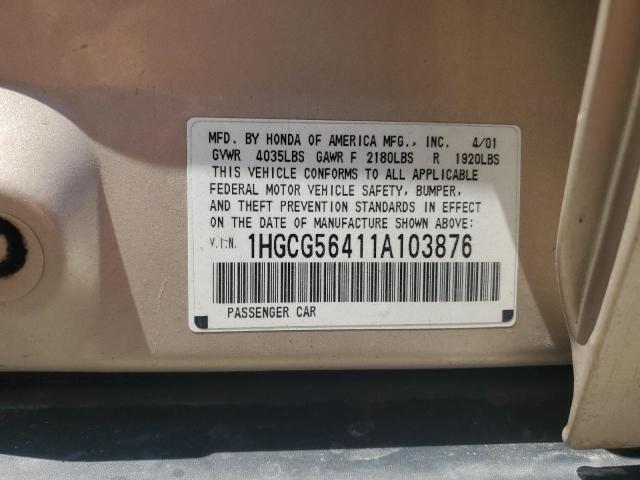 MFD. BY HONDA OF AMERICA MFG., INC. 4/01
GVWR 4035LBS GAWR F 2180LBS R 1920LBS
THIS VEHICLE CONFORMS TO ALL APPLICABLE
FEDERAL MOTOR VEHICLE SAFETY, BUMPER,
AND THEFT PREVENTION STANDARDS IN EFFECT
ON THE DATE OF MANUFACTURE SHOWN ABOVE:
V.I.N. 1HGCG56411A103876
PASSENGER CAR